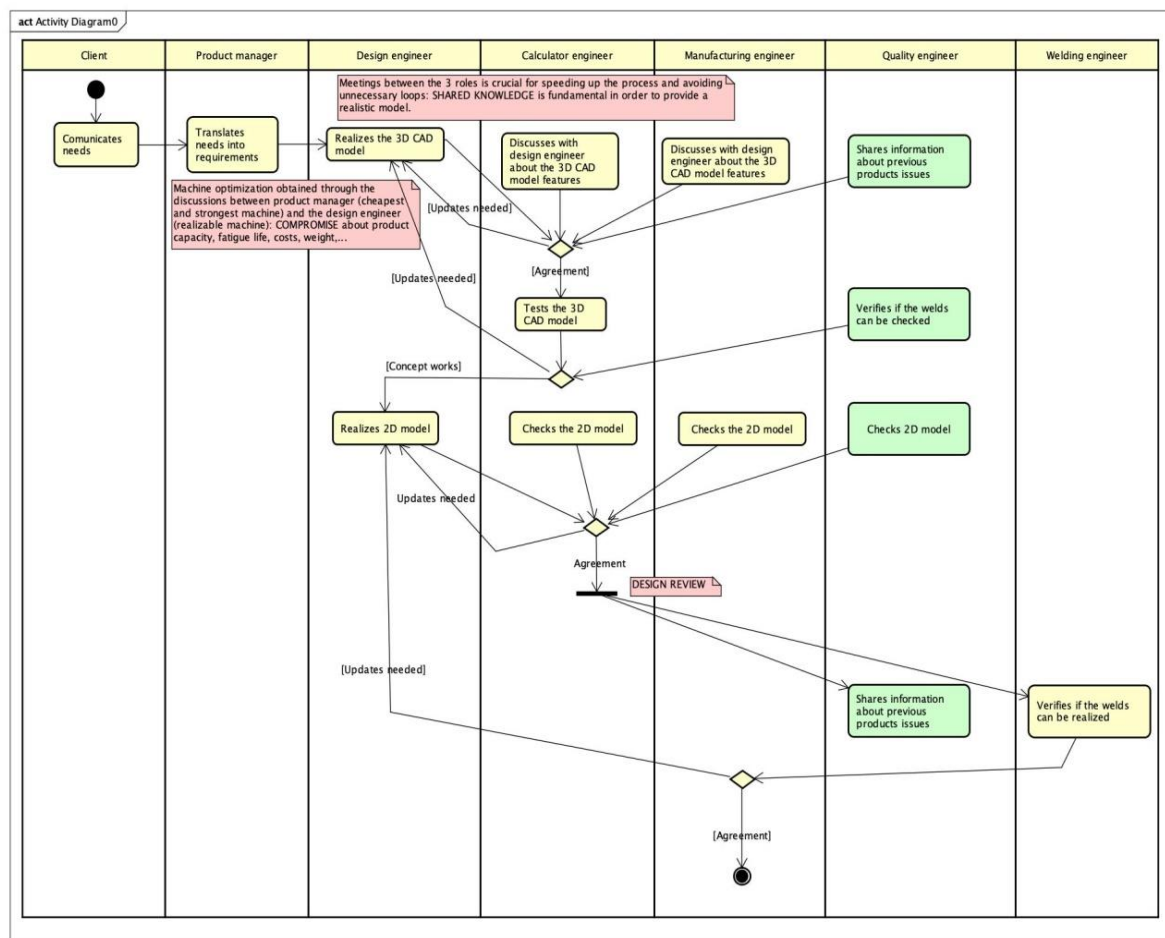 act Activity Diagram0
Client
Product manager
Design engineer
Calculator engineer
Manufacturing engineer
Quality engineer
Welding engineer
Meetings between the 3 roles is crucial for speeding up the process and avoiding
unnecessary loops: SHARED KNOWLEDGE is fundamental in order to provide a
realistic model.
Comunicates
needs
Translates
needs into
requirements
Realizes the 3D CAD
model
Discusses with
design engineer
about the 3D CAD
model features
Discusses with design
engineer about the 3D
CAD model features
Shares information
about previous
products issues
Machine optimization obtained through the
discussions between product manager (cheapest
and strongest machine) and the design engineer
(realizable machine): COMPROMISE about product
capacity, fatigue life, costs, weight,...
[Updates needed]
[Agreement]
[Updates needed]
Tests the 3D
CAD model
Verifies if the welds
can be checked
[Concept works]
Realizes 2D model
Checks the 2D model
Checks the 2D model
Checks 2D model
Updates needed
Agreement
DESIGN REVIEW
[Updates needed]
Shares information
about previous
products issues
Verifies if the welds
can be realized
[Agreement]